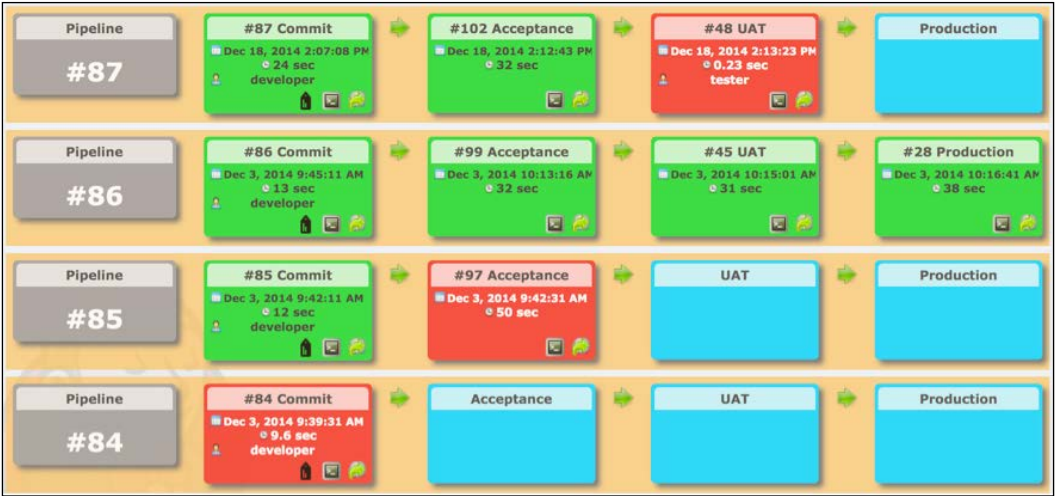 Pipeline
#87
#87 Commit
Dec 18, 2014 2:07:08 PM
24 sec
developer
#102 Acceptance
Dec 18, 2014 2:12:43 PM
32 sec
#48 UAT
Dec 18, 2014 2:13:23 PM
0.23 sec
tester
Production
Pipeline
#86
#86 Commit
Dec 3, 2014 9:45:11 AM
13 sec
developer
#99 Acceptance
Dec 3, 2014 10:13:16 AM
32 sec
#45 UAT
Dec 3, 2014 10:15:01 AM
31 sec
#28 Production
Dec 3, 2014 10:16:41 AM
38 sec
Pipeline
#85
#85 Commit
Dec 3, 2014 9:42:11 AM
12 sec
developer
#97 Acceptance
Dec 3, 2014 9:42:31 AM
50 sec
UAT
Production
Pipeline
#84
#84 Commit
Dec 3, 2014 9:39:31 AM
9.6 sec
developer
Acceptance
UAT
Production